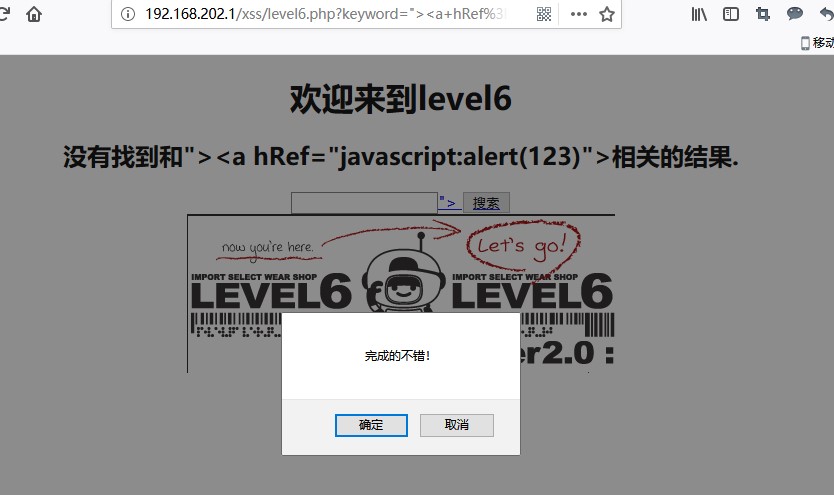 192.168.202.1/xss/level6.php?keyword="><a+hRef%3
移动
欢迎来到level6
没有找到和"><a hRef="javascript:alert(123)">相关的结果.
"> 搜索
now you're here.
Let's go!
IMPORT SELECT WEAR SHOP
LEVEL6
IMPORT SELECT WEAR SHOP
LEVEL6
er2.0 :
完成的不错!
确定
取消